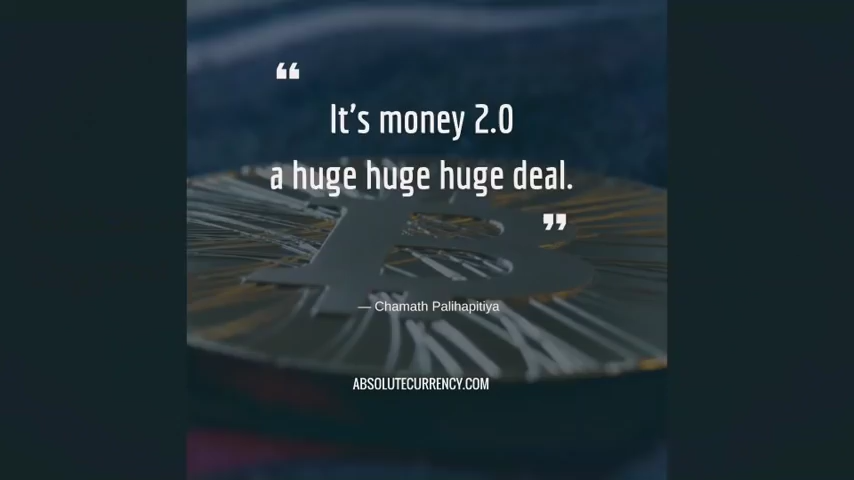 “
It's money 2.0
a huge huge huge deal.
”
— Chamath Palihapitiya
ABSOLUTECURRENCY.COM